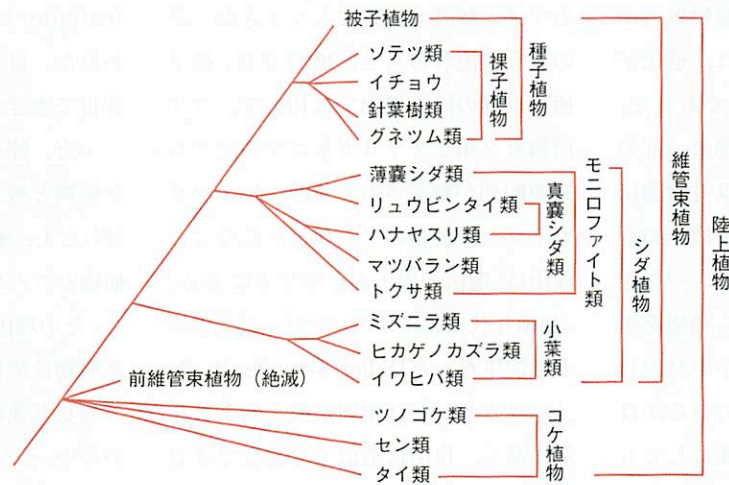 被子植物
ソテツ類
イチョウ
針葉樹類
グネツム類
裸子植物
種子植物
薄嚢シダ類
リュウビンタイ類
ハナヤスリ類
マツバラン類
トクサ類
真嚢シダ類
モニロファイト類
ミズニラ類
ヒカゲノカズラ類
イワヒバ類
小葉類
シダ植物
維管束植物
前維管束植物（絶滅）
ツノゴケ類
セン類
タイ類
コケ植物
陸上植物